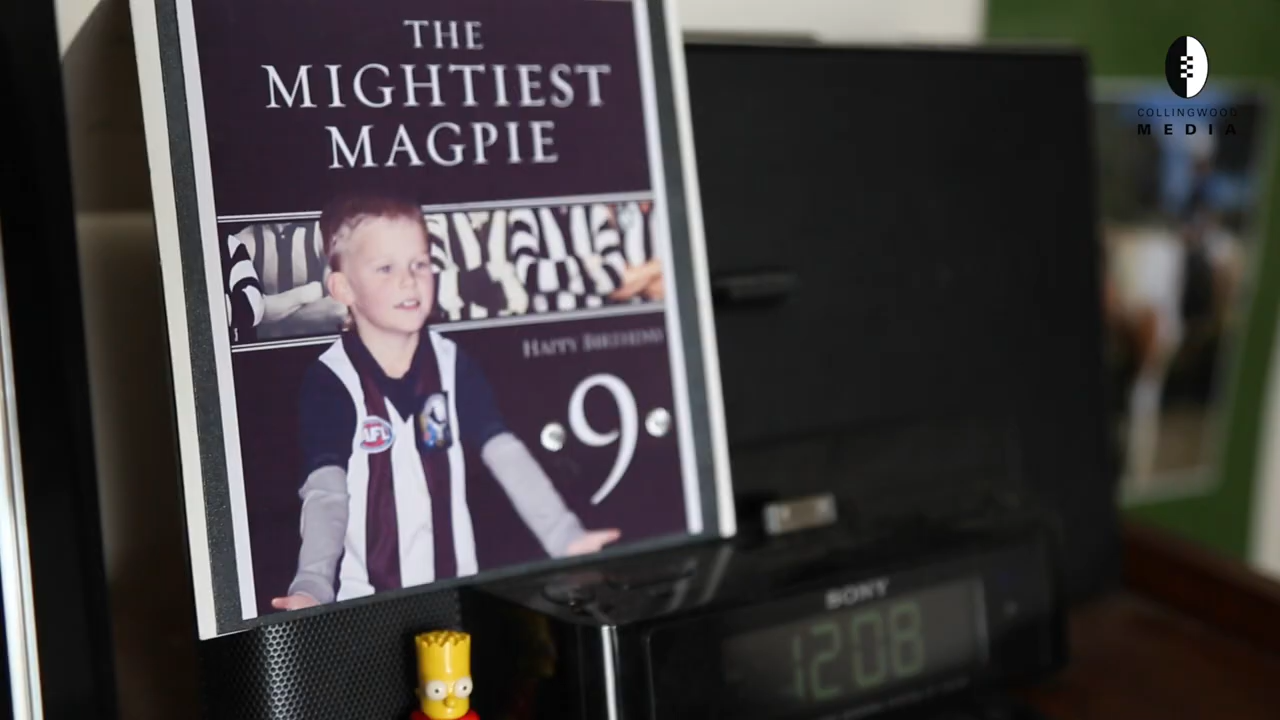 THE
MIGHTIEST
MAGPIE
HAPPY BIRTHDAY
9
AFL
SONY
12:08
COLLINGWOOD
MEDIA